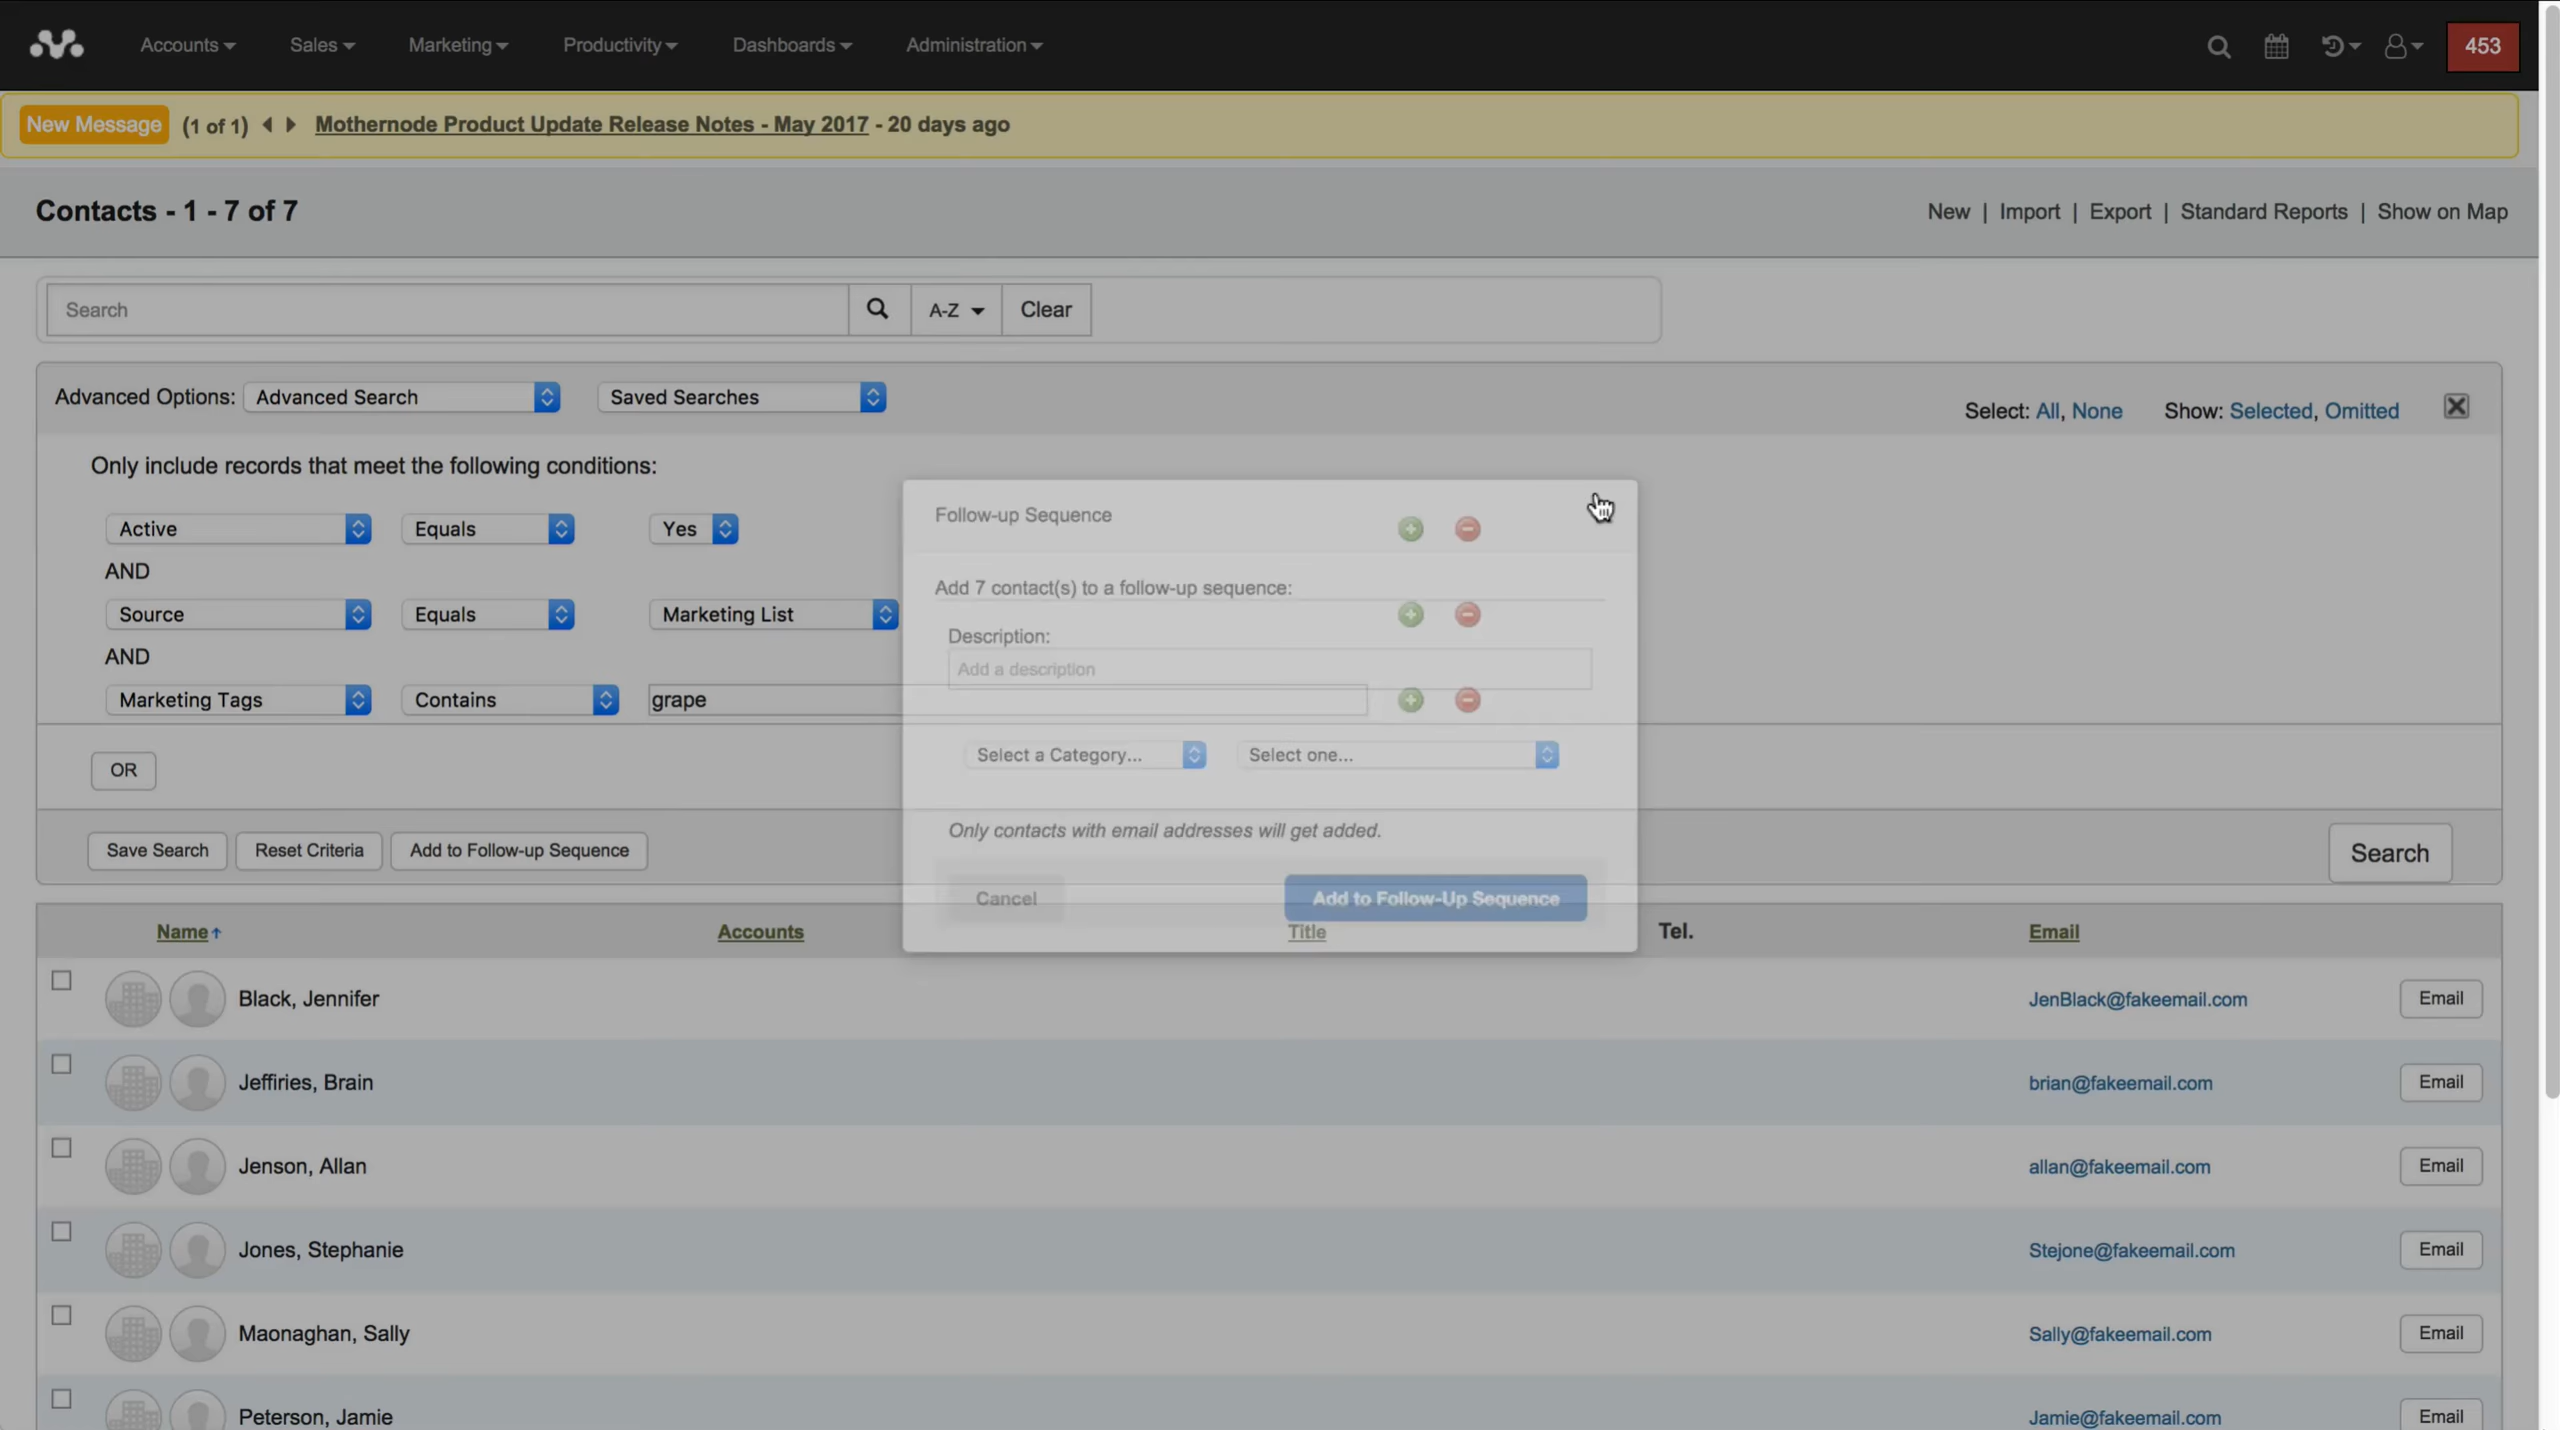 Accounts Sales Marketing Productivity Dashboards Administration 453
New Message (1 of 1) Mothernode Product Update Release Notes - May 2017 - 20 days ago
Contacts - 1 - 7 of 7 New | Import | Export | Standard Reports | Show on Map
Search A-Z Clear
Advanced Options: Advanced Search Saved Searches Select: All, None Show: Selected, Omitted
Only include records that meet the following conditions:
Active Equals Yes
AND
Source Equals Marketing List
AND
Marketing Tags Contains grape
OR
Save Search Reset Criteria Add to Follow-up Sequence Search
Follow-up Sequence
Add 7 contact(s) to a follow-up sequence:
Description:
Add a description
Select a Category... Select one...
Only contacts with email addresses will get added.
Cancel Add to Follow-Up Sequence
Name Accounts Title Tel. Email
Black, Jennifer JenBlack@fakeemail.com Email
Jeffiries, Brain brian@fakeemail.com Email
Jenson, Allan allan@fakeemail.com Email
Jones, Stephanie Stejone@fakeemail.com Email
Maonaghan, Sally Sally@fakeemail.com Email
Peterson, Jamie Jamie@fakeemail.com Email